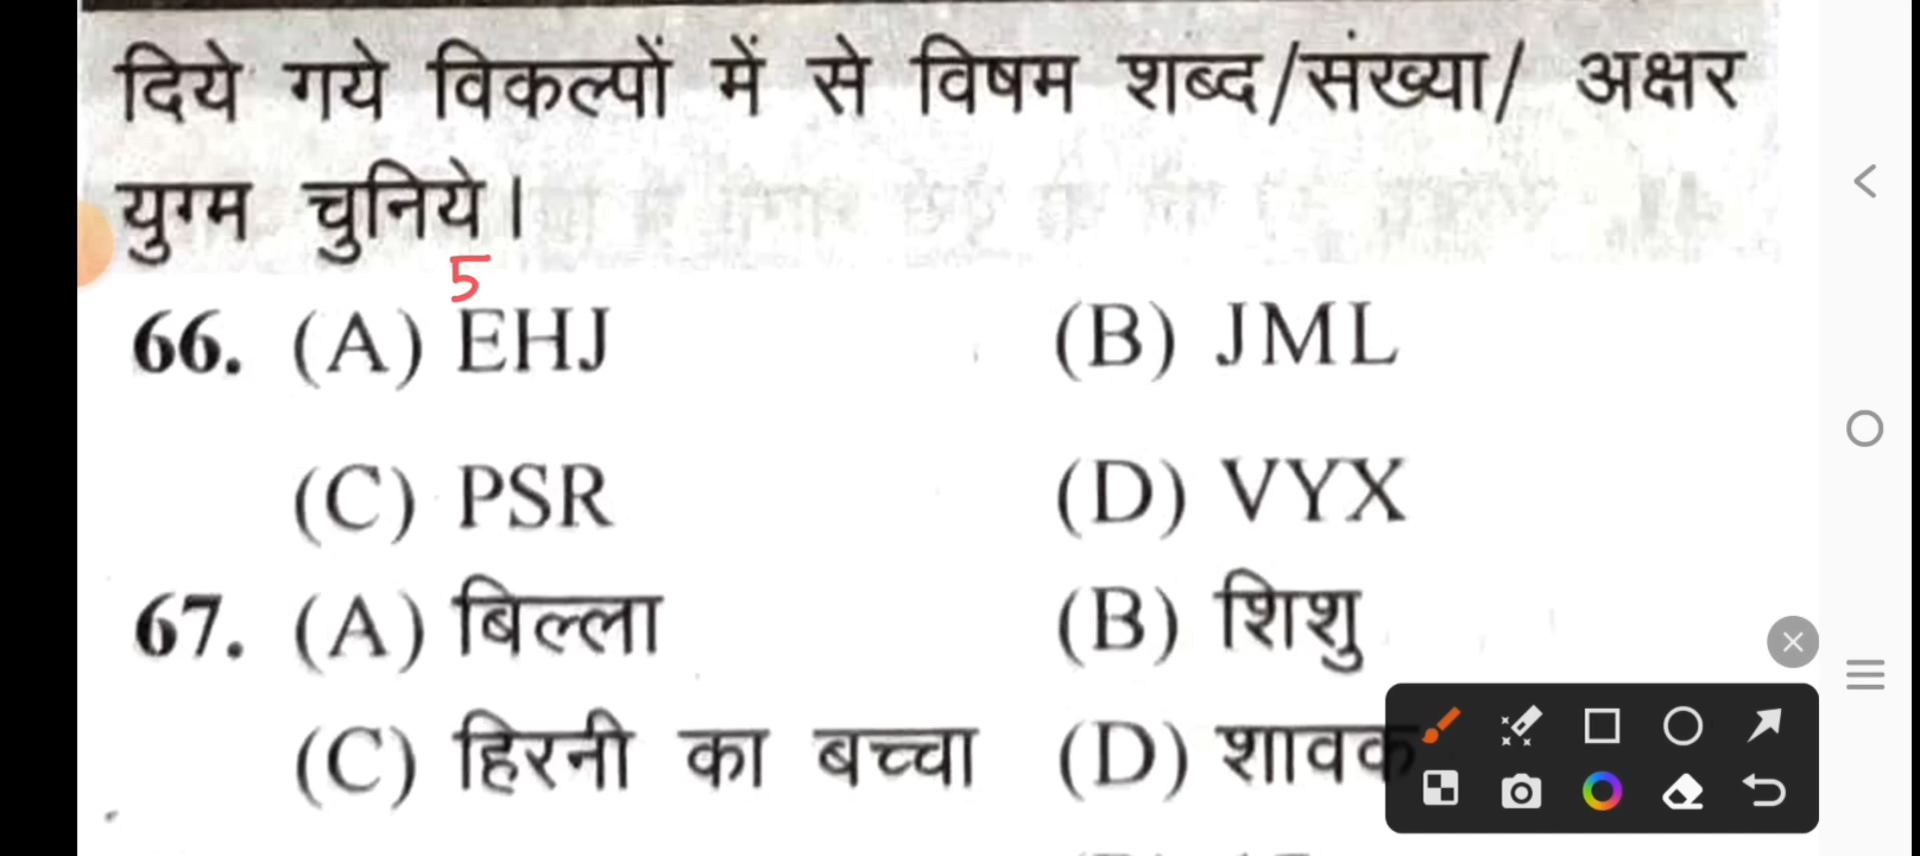 दिये गये विकल्पों में से विषम शब्द/संख्या/ अक्षर
युग्म चुनिये।
5
66. (A) EHJ (B) JML
(C) PSR (D) VYX
67. (A) बिल्ला (B) शिशु
(C) हिरनी का बच्चा (D) शावक